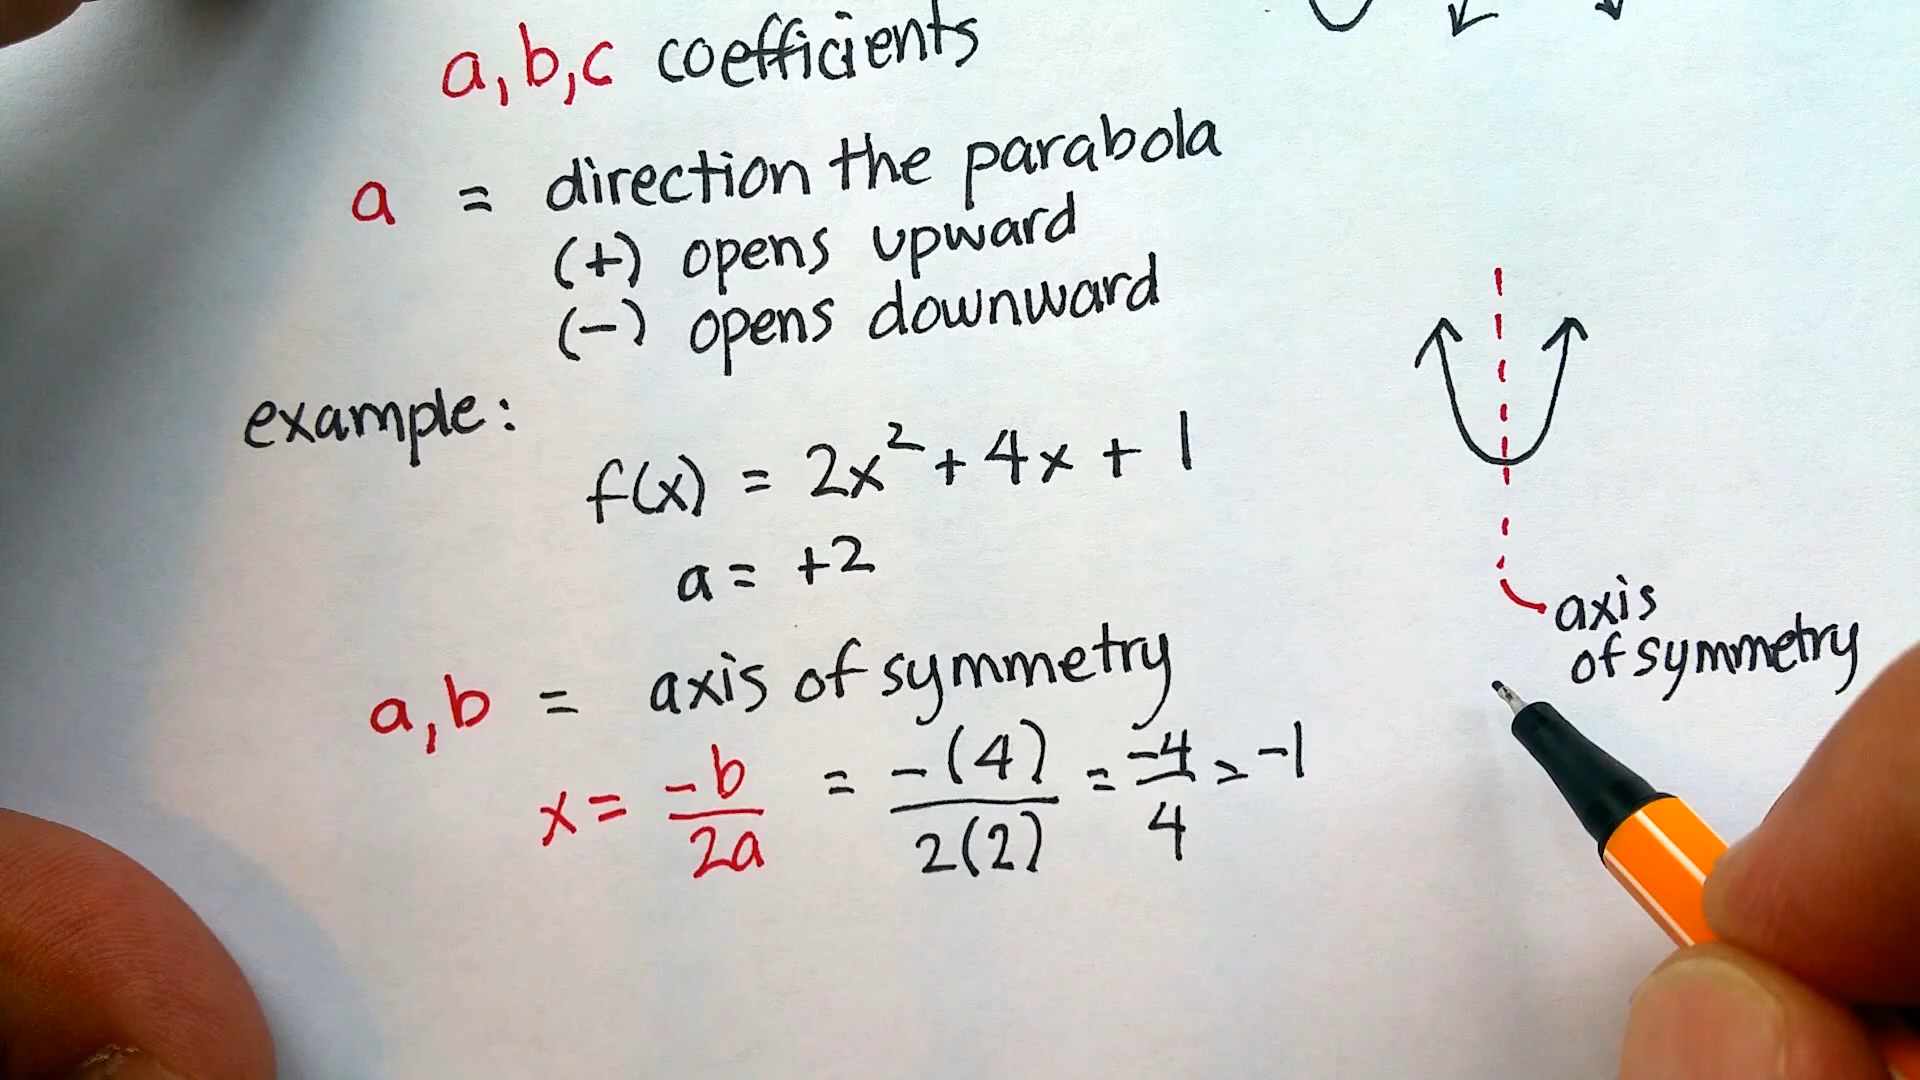 a,b,c coefficients
a = direction the parabola
(+) opens upward
(-) opens downward
example:
f(x) = 2x² + 4x + 1
a = +2
a,b = axis of symmetry
x = -b/2a = -(4)/2(2) = -4/4 = -1
axis
of symmetry